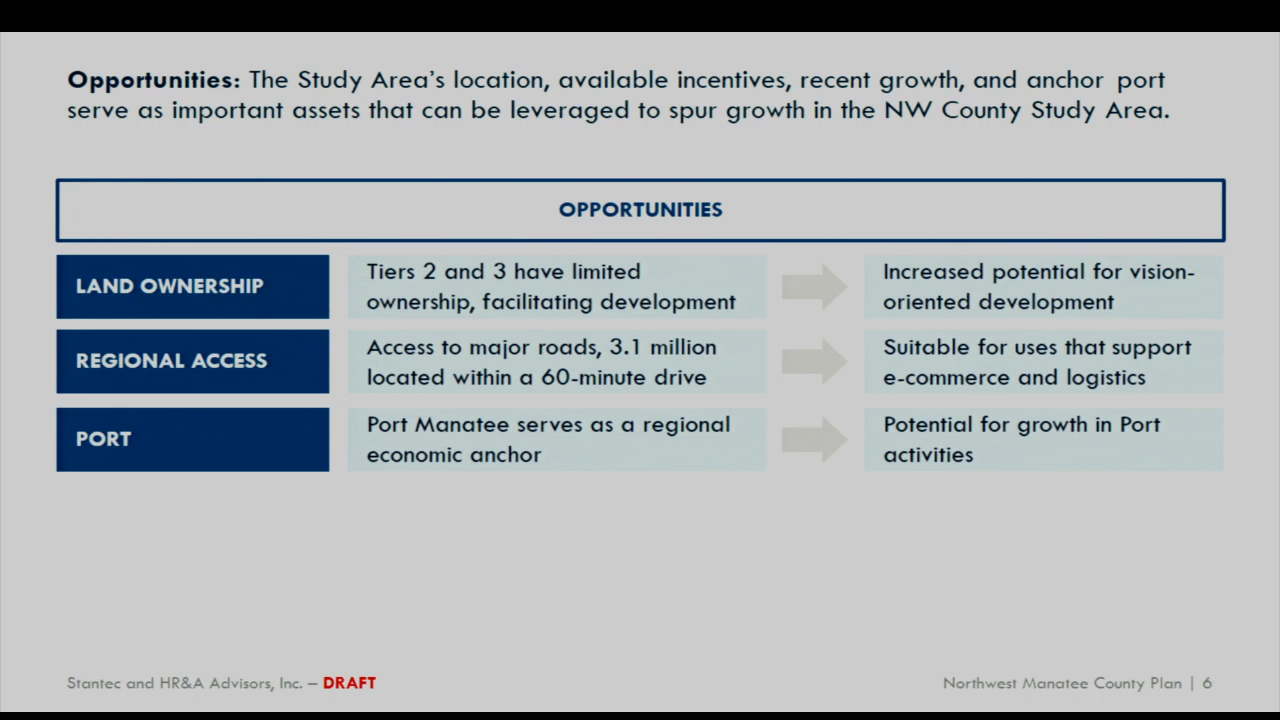 Opportunities: The Study Area's location, available incentives, recent growth, and anchor port
serve as important assets that can be leveraged to spur growth in the NW County Study Area.
OPPORTUNITIES
LAND OWNERSHIP
Tiers 2 and 3 have limited
ownership, facilitating development
Increased potential for vision-
oriented development
REGIONAL ACCESS
Access to major roads, 3.1 million
located within a 60-minute drive
Suitable for uses that support
e-commerce and logistics
PORT
Port Manatee serves as a regional
economic anchor
Potential for growth in Port
activities
Stantec and HR&A Advisors, Inc. – DRAFT
Northwest Manatee County Plan | 6